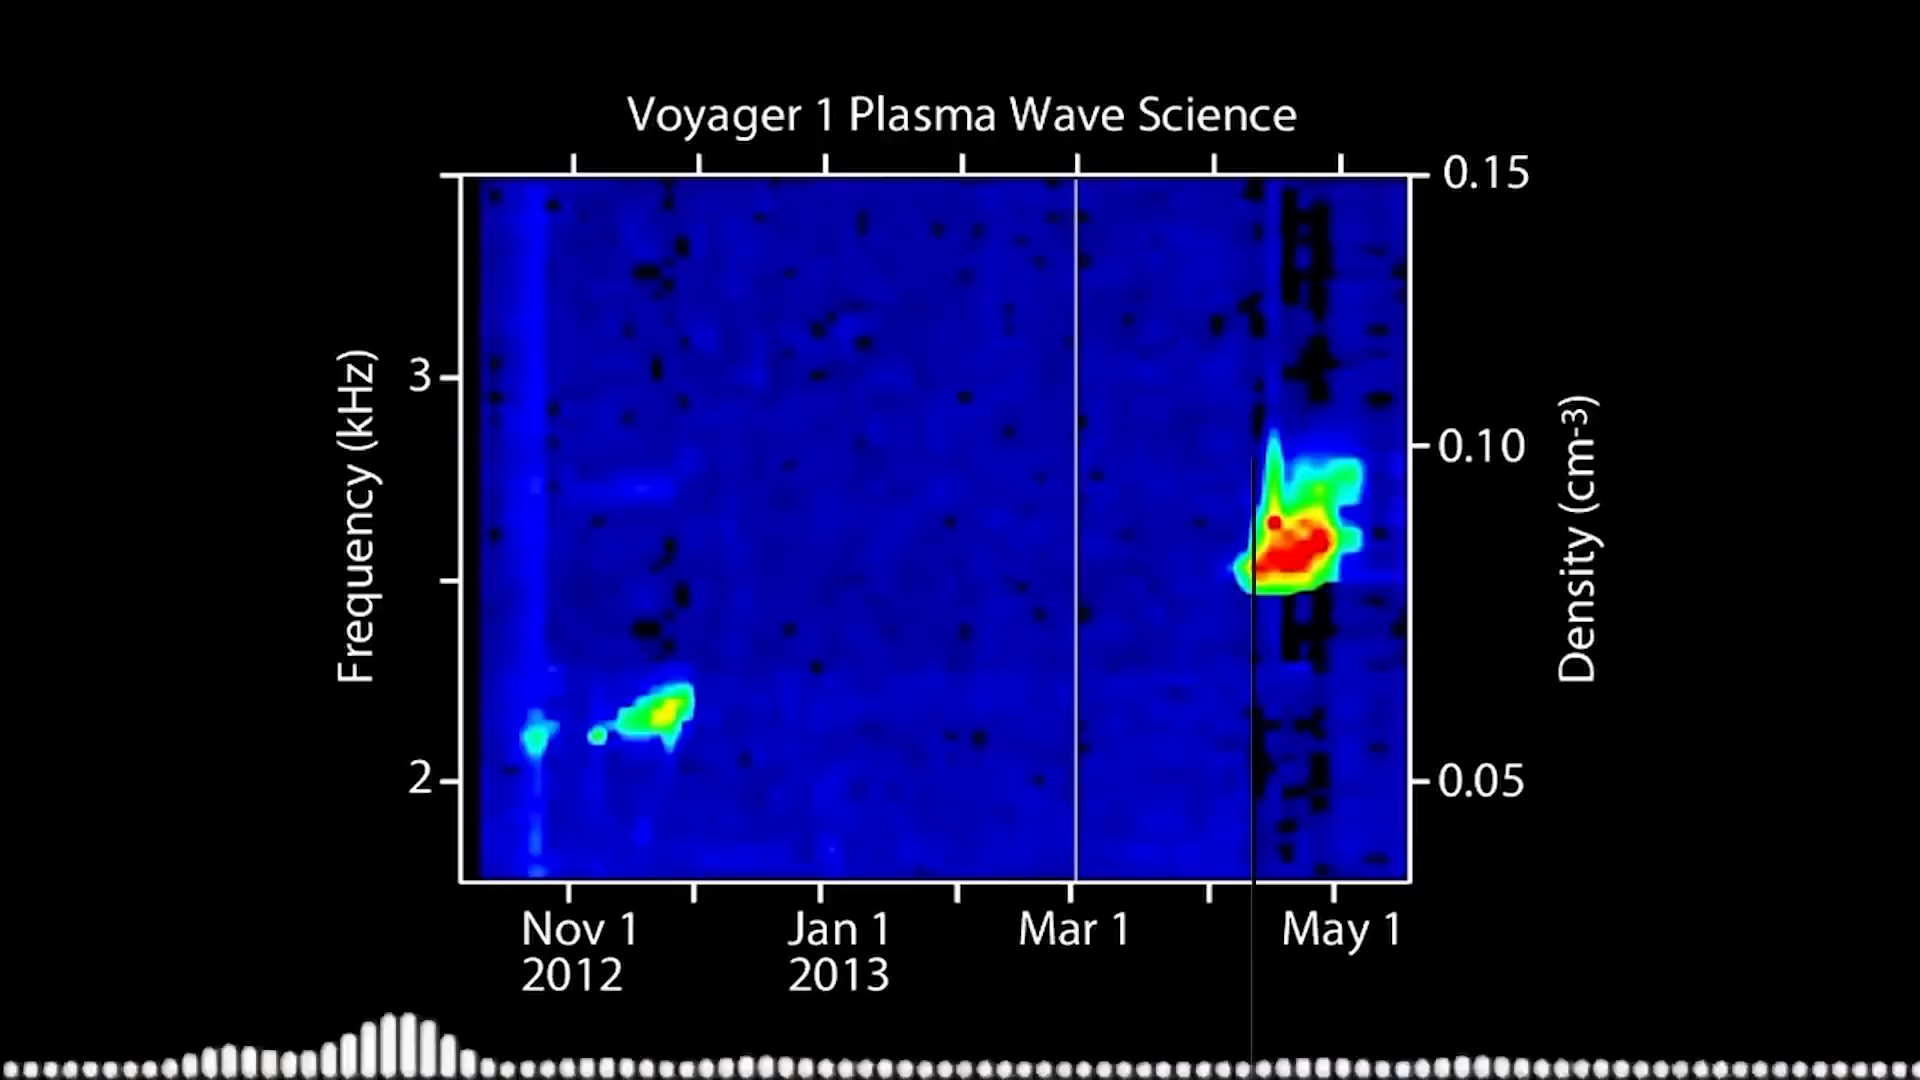 Voyager 1 Plasma Wave Science
0.15
3
0.10
Frequency (kHz)
Density (cm-3)
2
0.05
Nov 1
2012
Jan 1
2013
Mar 1
May 1